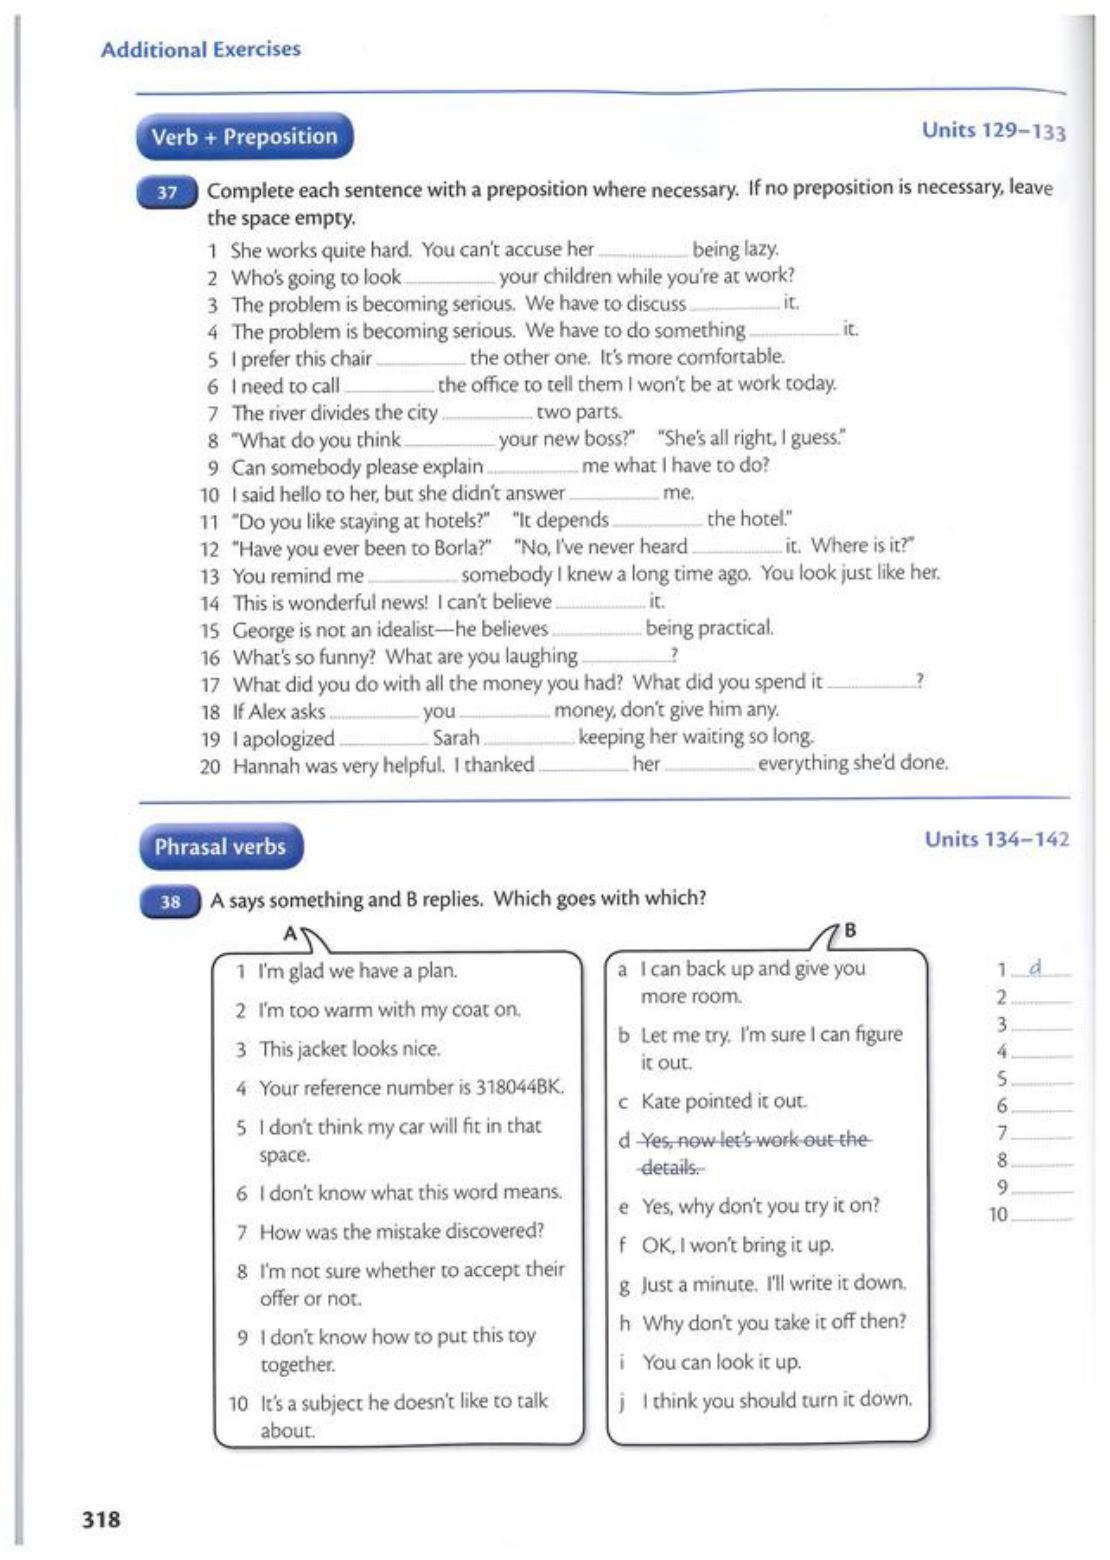 Additional Exercises
Verb + Preposition
Units 129–133
37 Complete each sentence with a preposition where necessary. If no preposition is necessary, leave
the space empty.
1 She works quite hard. You can't accuse her ............ being lazy.
2 Who's going to look ............ your children while you're at work?
3 The problem is becoming serious. We have to discuss ............ it.
4 The problem is becoming serious. We have to do something ............ it.
5 I prefer this chair ............ the other one. It's more comfortable.
6 I need to call ............ the office to tell them I won't be at work today.
7 The river divides the city ............ two parts.
8 "What do you think ............ your new boss?" "She's all right, I guess."
9 Can somebody please explain ............ me what I have to do?
10 I said hello to her, but she didn't answer ............ me.
11 "Do you like staying at hotels?" "It depends ............ the hotel."
12 "Have you ever been to Borla?" "No, I've never heard ............ it. Where is it?"
13 You remind me ............ somebody I knew a long time ago. You look just like her.
14 This is wonderful news! I can't believe ............ it.
15 George is not an idealist—he believes ............ being practical.
16 What's so funny? What are you laughing ............ ?
17 What did you do with all the money you had? What did you spend it ............ ?
18 If Alex asks ............ you ............ money, don't give him any.
19 I apologized ............ Sarah ............ keeping her waiting so long.
20 Hannah was very helpful. I thanked ............ her ............ everything she'd done.
Phrasal verbs
Units 134–142
38 A says something and B replies. Which goes with which?
A
1 I'm glad we have a plan.
2 I'm too warm with my coat on.
3 This jacket looks nice.
4 Your reference number is 318044BK.
5 I don't think my car will fit in that
space.
6 I don't know what this word means.
7 How was the mistake discovered?
8 I'm not sure whether to accept their
offer or not.
9 I don't know how to put this toy
together.
10 It's a subject he doesn't like to talk
about.
B
a I can back up and give you
more room.
b Let me try. I'm sure I can figure
it out.
c Kate pointed it out.
d Yes, now let's work out the
details.
e Yes, why don't you try it on?
f OK, I won't bring it up.
g Just a minute. I'll write it down.
h Why don't you take it off then?
i You can look it up.
j I think you should turn it down.
1 d
2
3
4
5
6
7
8
9
10
318